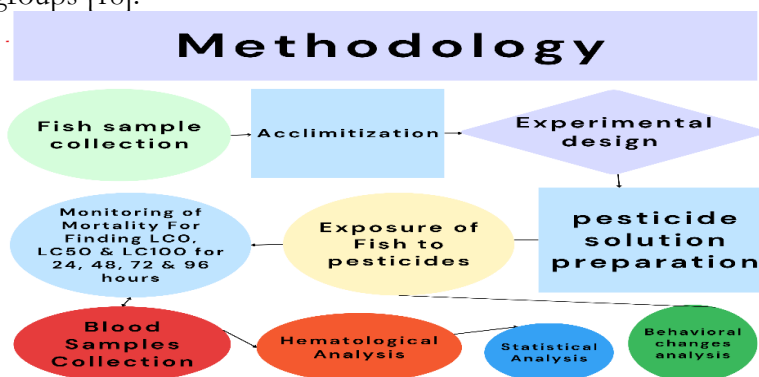 groups [10].
Methodology
Fish sample
collection
Acclimitization
Experimental
design
Monitoring of
Mortality For
Finding LC0,
LC50 & LC100 for
24, 48, 72 & 96
hours
Exposure of
Fish to
pesticides
pesticide
solution
preparation
Blood
Samples
Collection
Hematological
Analysis
Statistical
Analysis
Behavioral
changes
analysis